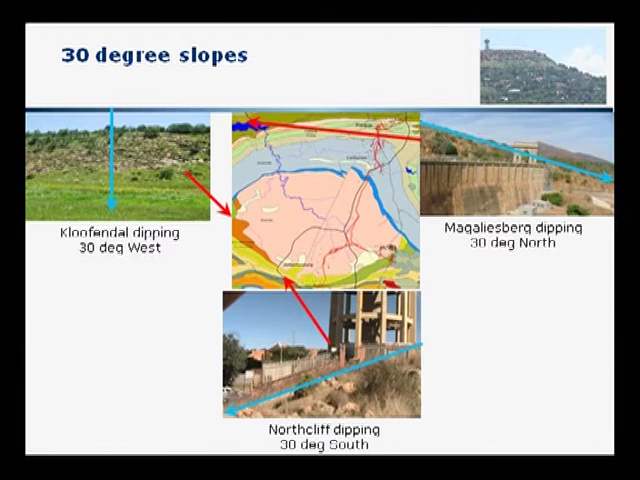 30 degree slopes
Kloofendal dipping
30 deg West
Magaliesberg dipping
30 deg North
Northcliff dipping
30 deg South